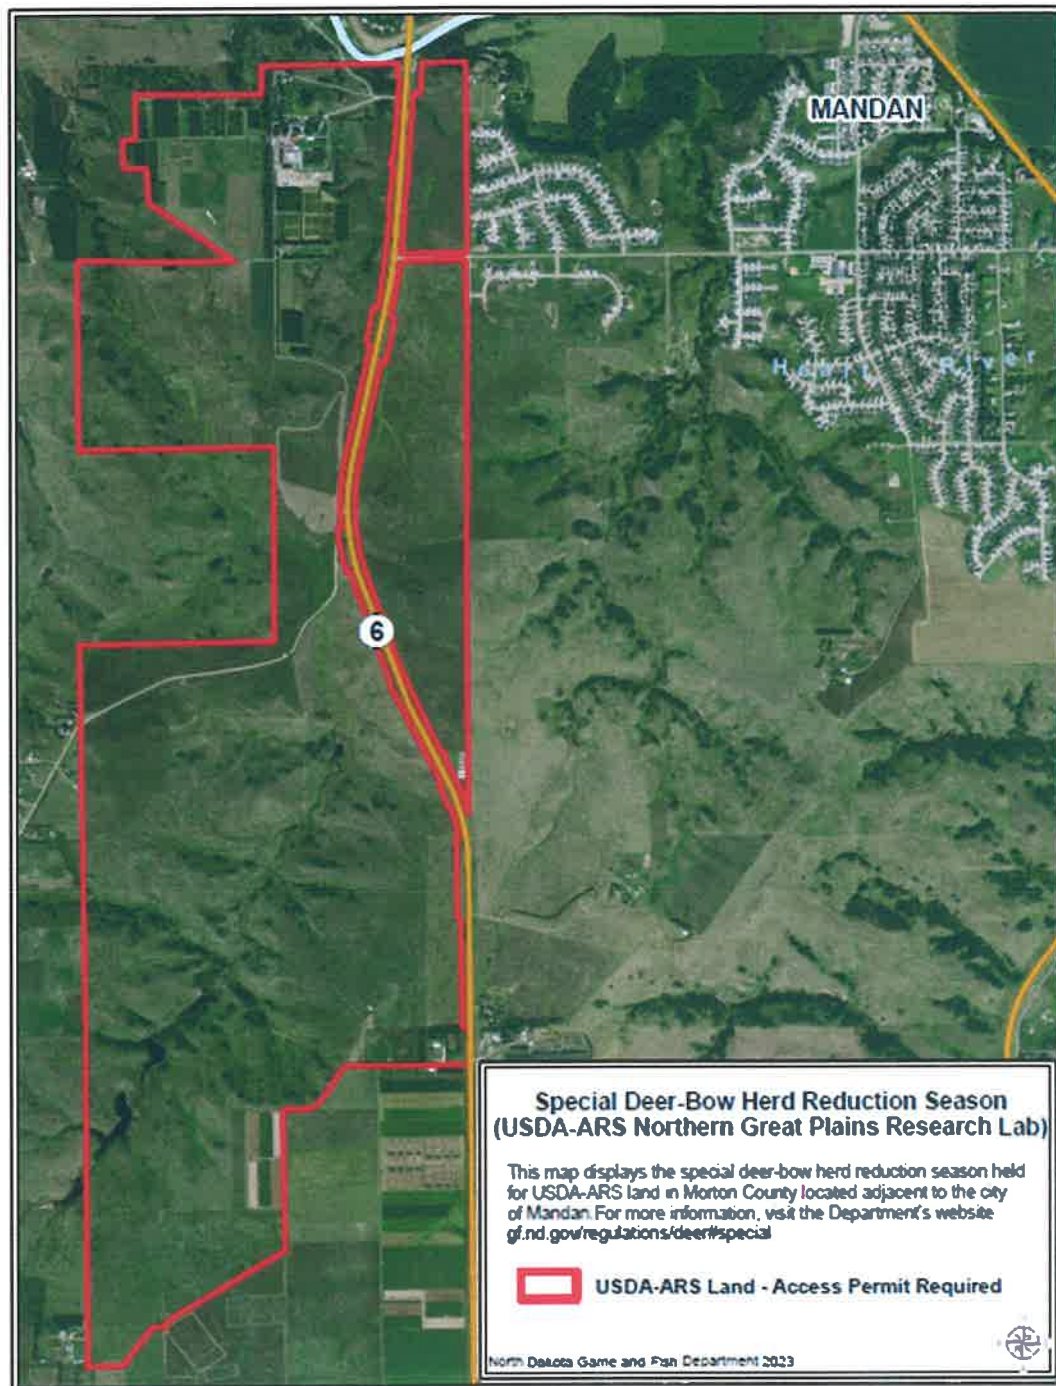 MANDAN
Heart River
6
Special Deer-Bow Herd Reduction Season
(USDA-ARS Northern Great Plains Research Lab)
This map displays the special deer-bow herd reduction season held
for USDA-ARS land in Morton County located adjacent to the city
of Mandan. For more information, visit the Department's website
gf.nd.gov/regulations/deer#special
USDA-ARS Land - Access Permit Required
North Dakota Game and Fish Department 2023